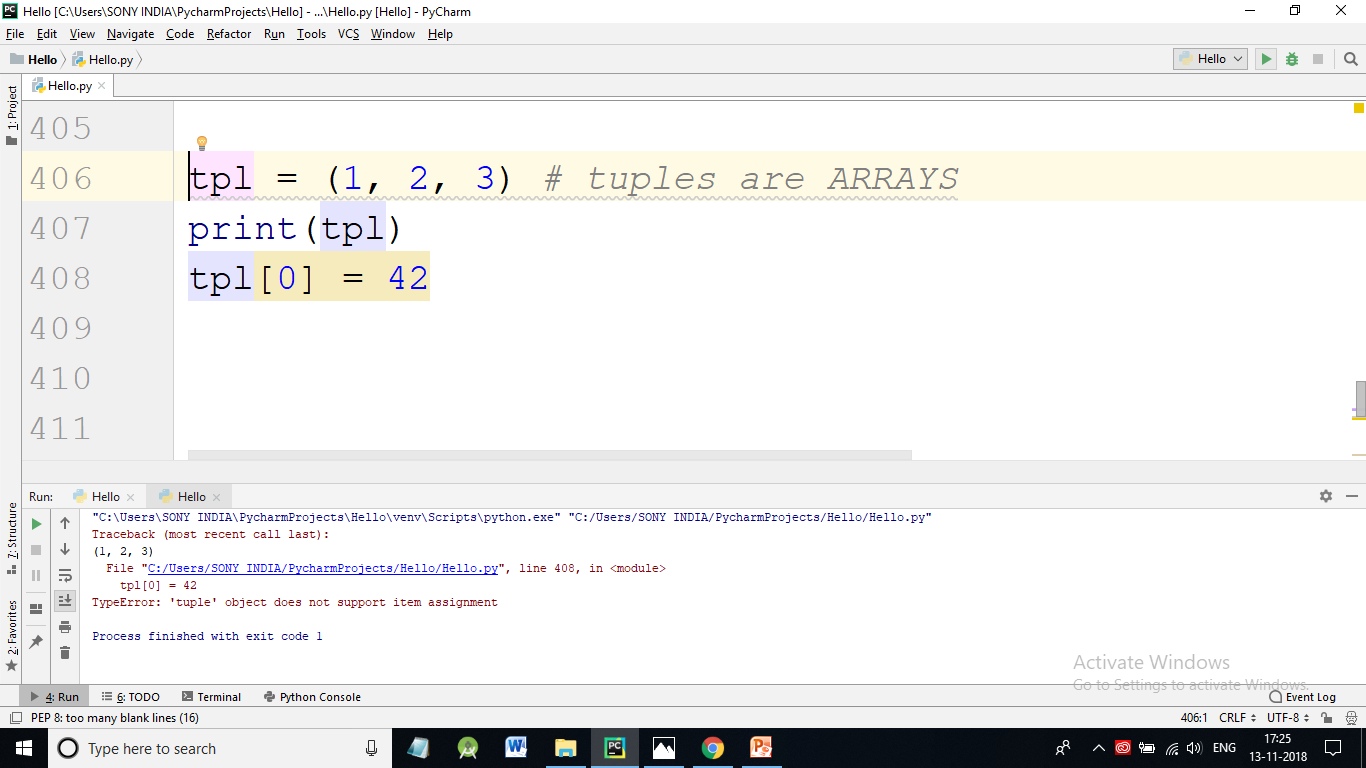 Hello [C:\Users\SONY INDIA\PycharmProjects\Hello] - ...\Hello.py [Hello] - PyCharm
File Edit View Navigate Code Refactor Run Tools VCS Window Help
Hello Hello.py Hello
Hello.py
1: Project
405
406 tpl = (1, 2, 3) # tuples are ARRAYS
407 print(tpl)
408 tpl[0] = 42
409
410
411
Run: Hello Hello
7: Structure
2: Favorites
"C:\Users\SONY INDIA\PycharmProjects\Hello\venv\Scripts\python.exe" "C:/Users/SONY INDIA/PycharmProjects/Hello/Hello.py"
Traceback (most recent call last):
(1, 2, 3)
File "C:/Users/SONY INDIA/PycharmProjects/Hello/Hello.py", line 408, in <module>
tpl[0] = 42
TypeError: 'tuple' object does not support item assignment
Process finished with exit code 1
Activate Windows
Go to Settings to activate Windows.
4: Run 6: TODO Terminal Python Console Event Log
PEP 8: too many blank lines (16) 406:1 CRLF UTF-8
Type here to search ENG 17:25
13-11-2018